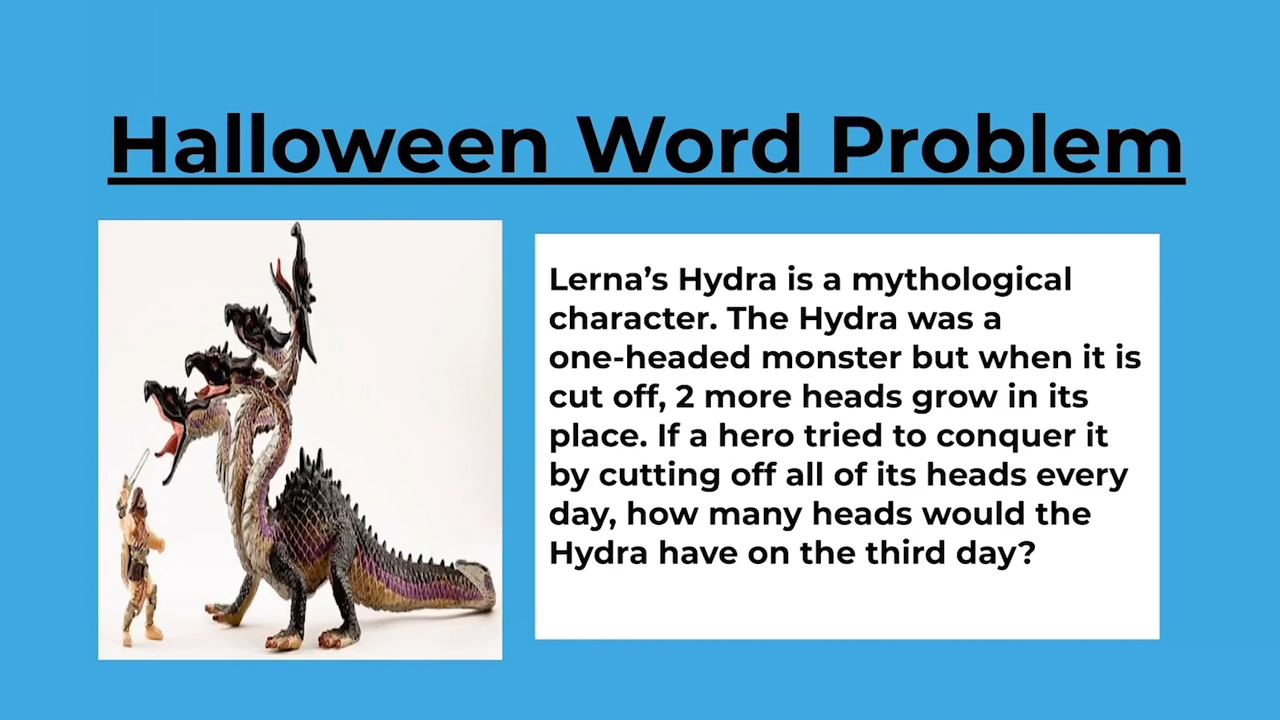 Halloween Word Problem
Lerna’s Hydra is a mythological
character. The Hydra was a
one-headed monster but when it is
cut off, 2 more heads grow in its
place. If a hero tried to conquer it
by cutting off all of its heads every
day, how many heads would the
Hydra have on the third day?